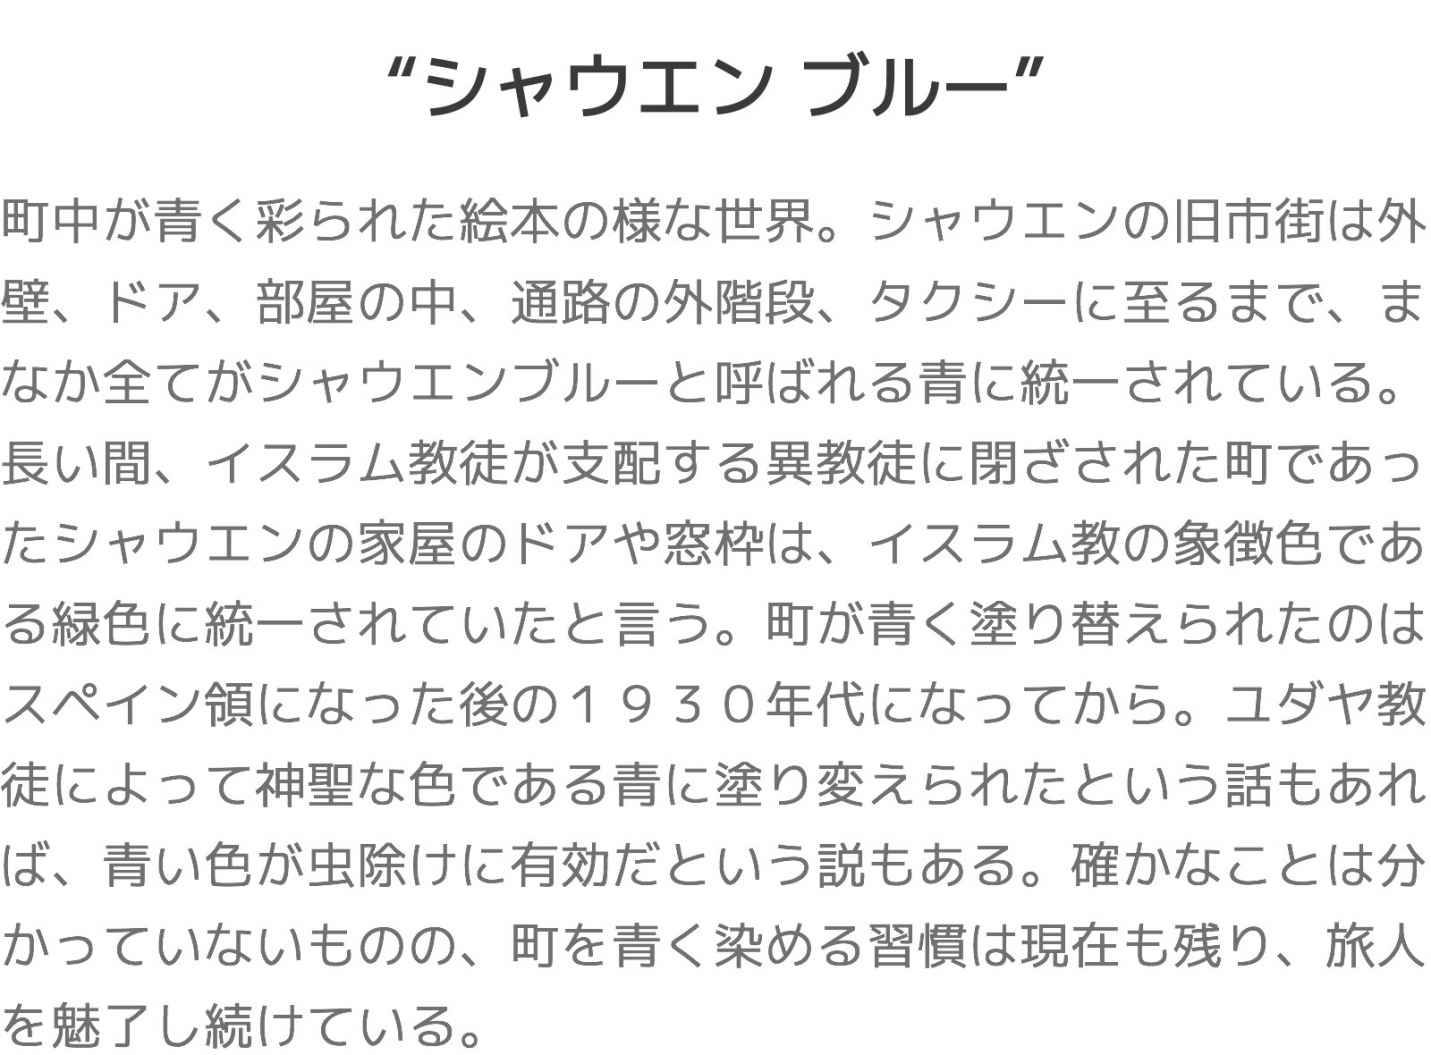 “シャウエン ブルー”
町中が青く彩られた絵本の様な世界。シャウエンの旧市街は外
壁、ドア、部屋の中、通路の外階段、タクシーに至るまで、ま
なか全てがシャウエンブルーと呼ばれる青に統一されている。
長い間、イスラム教徒が支配する異教徒に閉ざされた町であっ
たシャウエンの家屋のドアや窓枠は、イスラム教の象徴色であ
る緑色に統一されていたと言う。町が青く塗り替えられたのは
スペイン領になった後の１９３０年代になってから。ユダヤ教
徒によって神聖な色である青に塗り変えられたという話もあれ
ば、青い色が虫除けに有効だという説もある。確かなことは分
かっていないものの、町を青く染める習慣は現在も残り、旅人
を魅了し続けている。